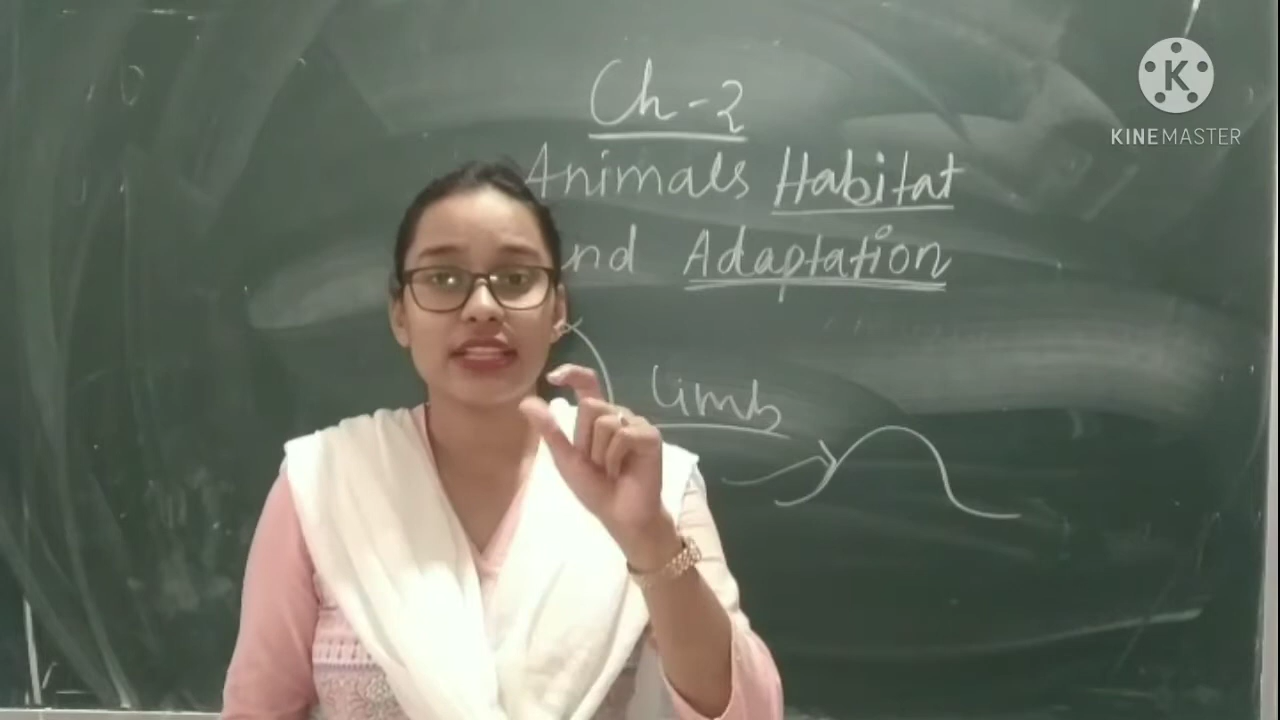 Ch-2
Animals Habitat
and Adaptation
Limb
K
KINEMASTER